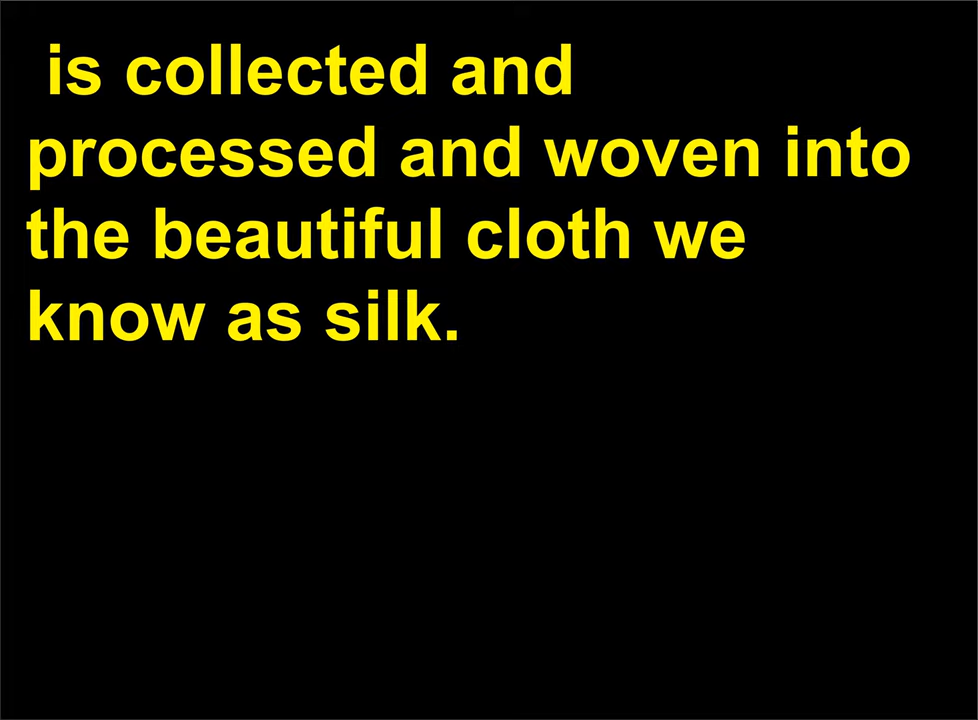 is collected and
processed and woven into
the beautiful cloth we
know as silk.